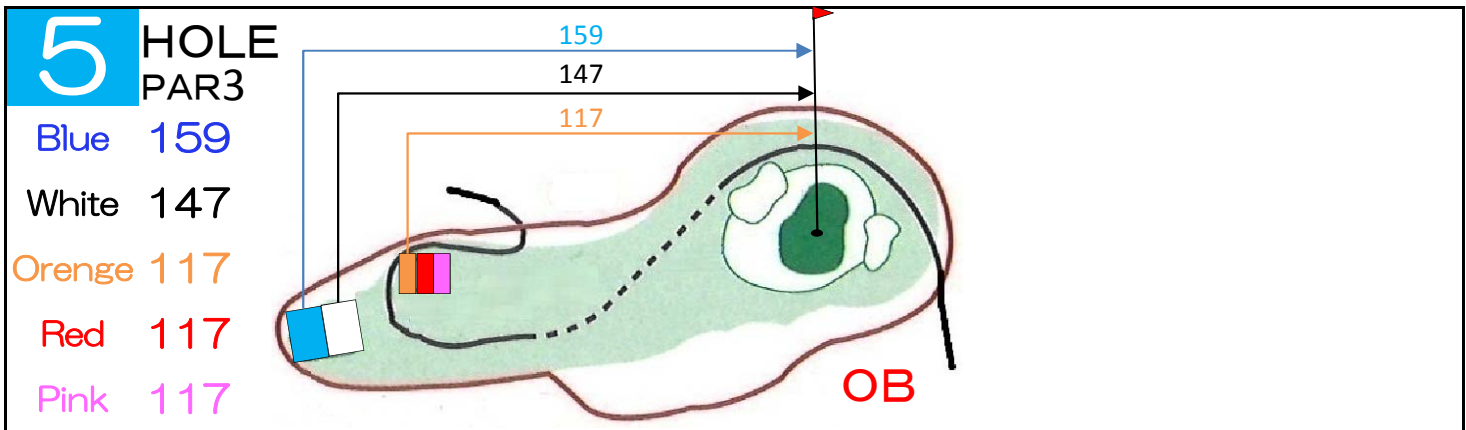 5 HOLE
PAR3
Blue 159
White 147
Orenge 117
Red 117
Pink 117
159
147
117
OB